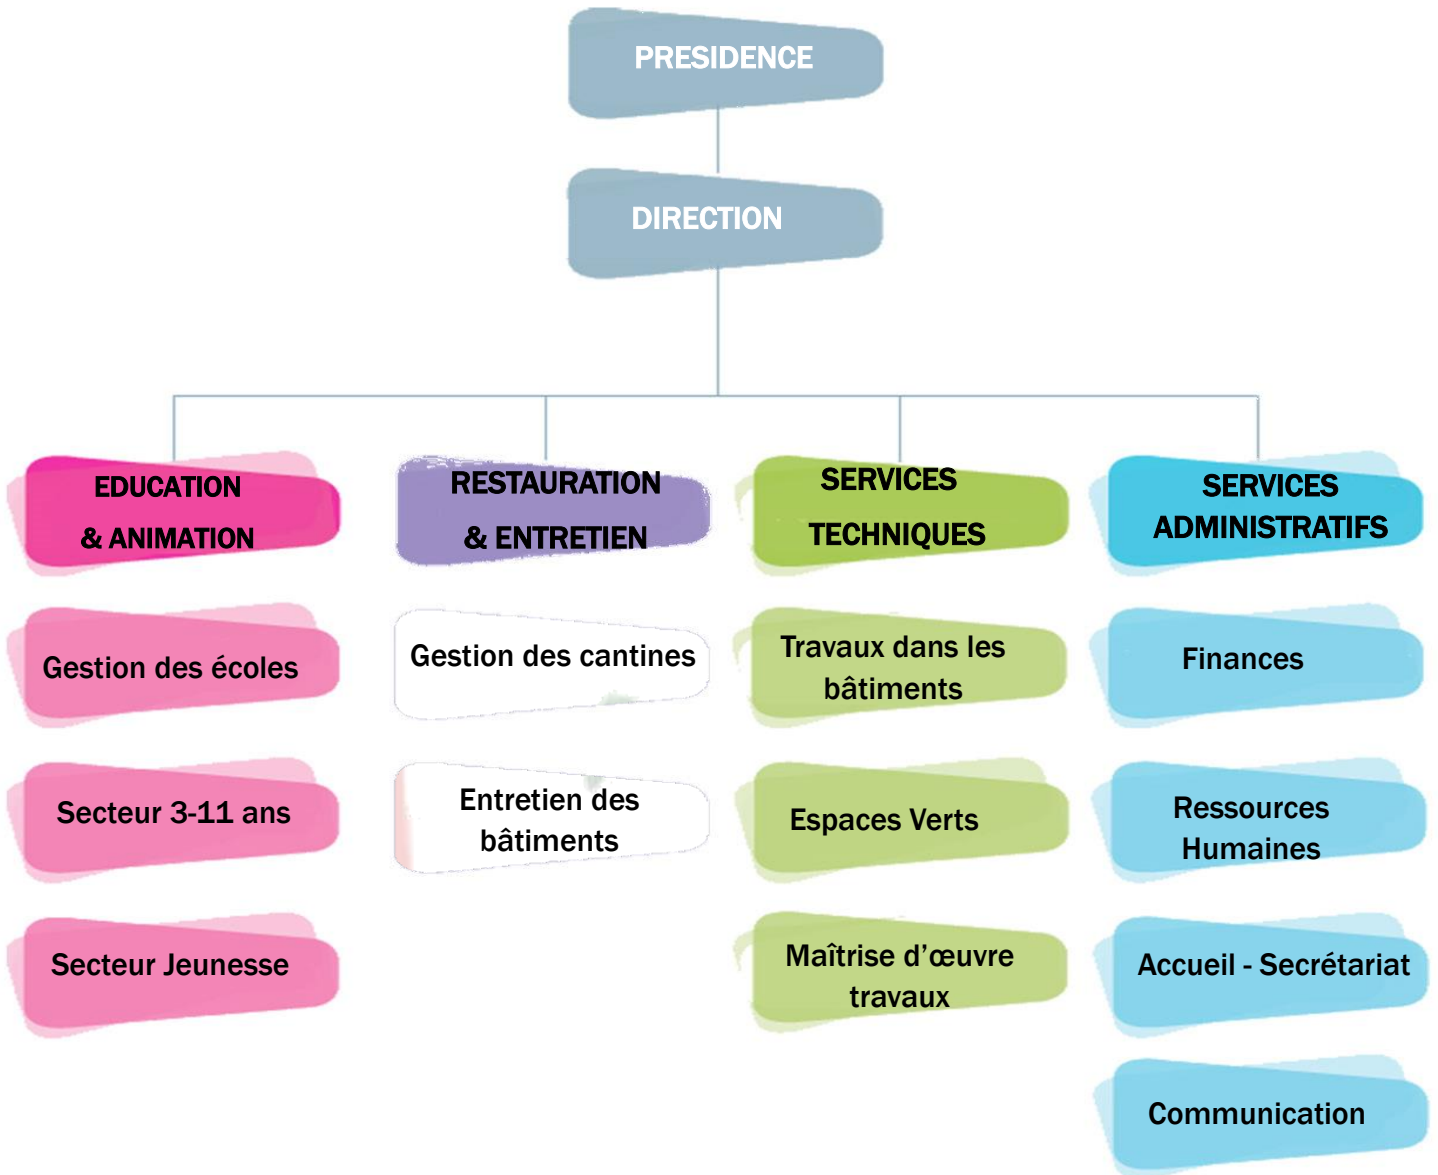 PRESIDENCE
DIRECTION
EDUCATION
& ANIMATION
Gestion des écoles
Secteur 3-11 ans
Secteur Jeunesse
RESTAURATION
& ENTRETIEN
Gestion des cantines
Entretien des
bâtiments
SERVICES
TECHNIQUES
Travaux dans les
bâtiments
Espaces Verts
Maîtrise d’œuvre
travaux
SERVICES
ADMINISTRATIFS
Finances
Ressources
Humaines
Accueil - Secrétariat
Communication